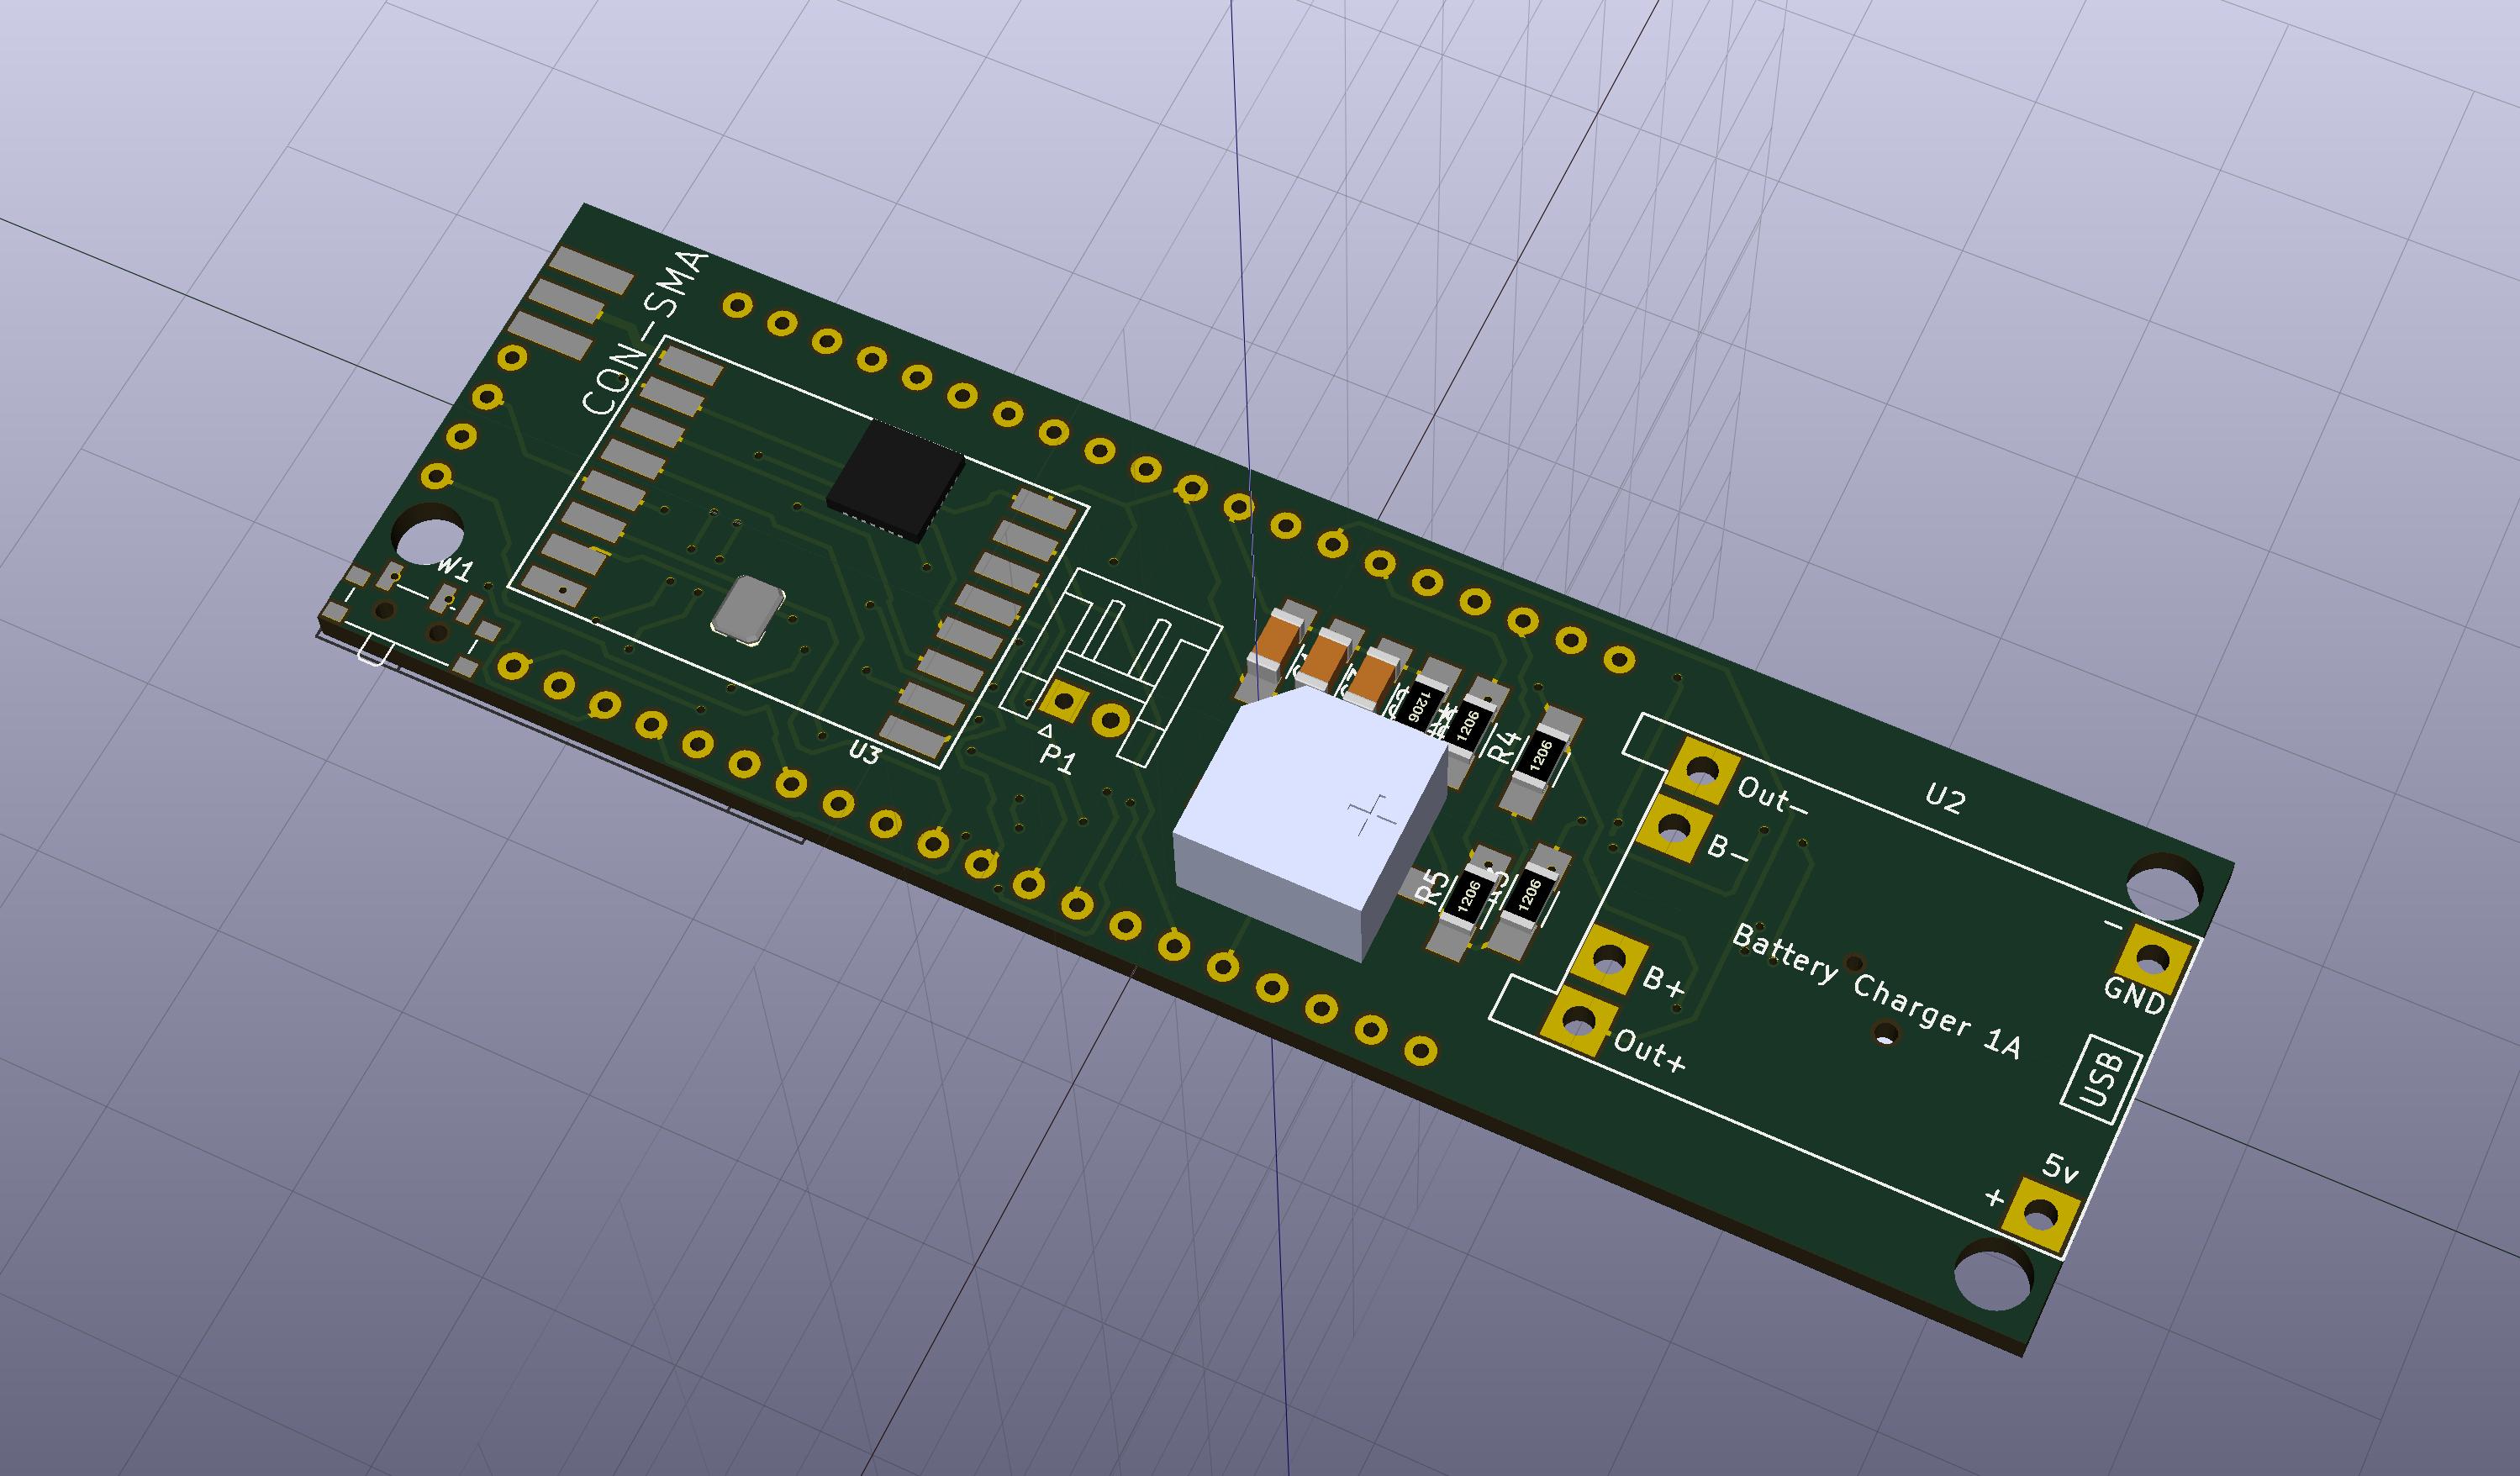 CON-SMA
W1
U3
P1
1206
1206
R4
1206
R5
1206
1206
U2
Out-
B-
B+
Out+
Battery Charger 1A
-
GND
USB
5v
+